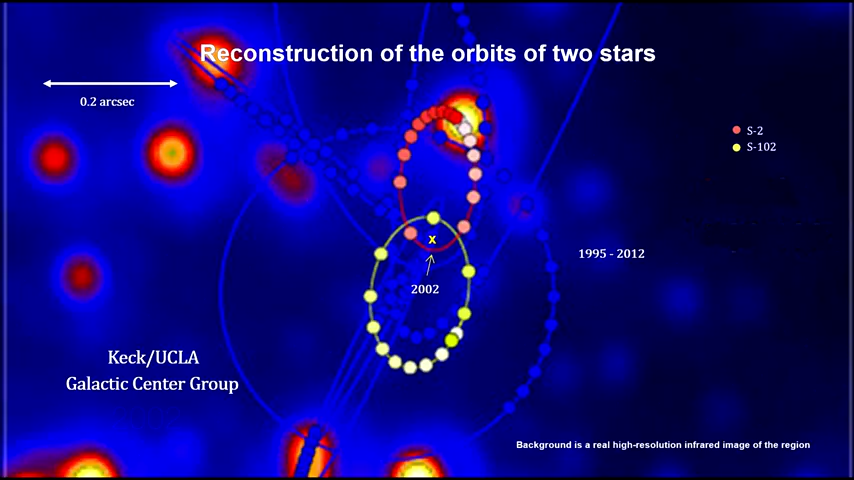 Reconstruction of the orbits of two stars
0.2 arcsec
S-2
S-102
x
1995 - 2012
2002
Keck/UCLA
Galactic Center Group
Background is a real high-resolution infrared image of the region